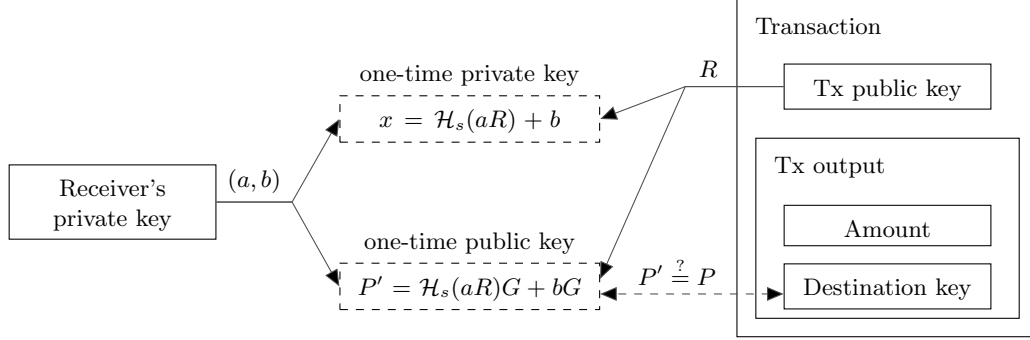 Transaction
R
Tx public key
one-time private key
x = ℋₛ(aR) + b
Tx output
Receiver's
private key
(a, b)
Amount
one-time public key
P′ = ℋₛ(aR)G + bG
P′ ≟ P
Destination key